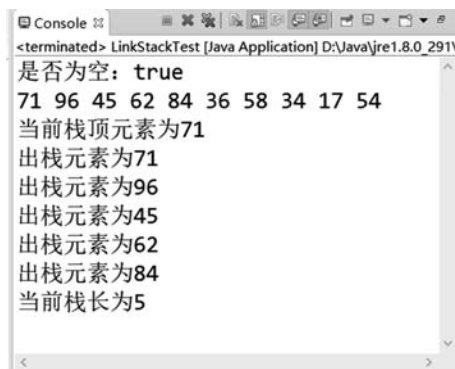 Console
<terminated> LinkStackTest [Java Application] D:\Java\jre1.8.0_291\
是否为空：true
71 96 45 62 84 36 58 34 17 54
当前栈顶元素为71
出栈元素为71
出栈元素为96
出栈元素为45
出栈元素为62
出栈元素为84
当前栈长为5